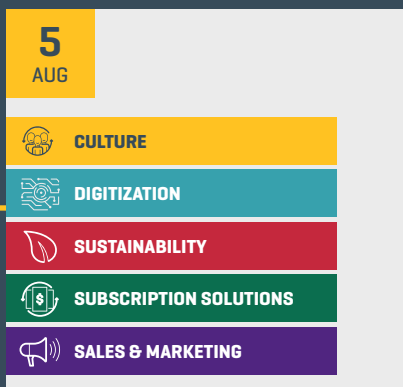 5
AUG
CULTURE
DIGITIZATION
SUSTAINABILITY
$ SUBSCRIPTION SOLUTIONS
SALES & MARKETING